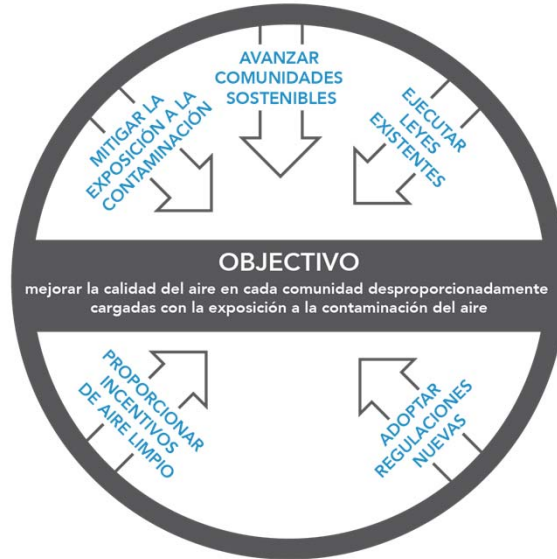 AVANZAR
COMUNIDADES
SOSTENIBLES
MITIGAR LA
EXPOSICIÓN A LA
CONTAMINACIÓN
EJECUTAR
LEYES
EXISTENTES
OBJECTIVO
mejorar la calidad del aire en cada comunidad desproporcionadamente
cargadas con la exposición a la contaminación del aire
PROPORCIONAR
INCENTIVOS
DE AIRE LIMPIO
ADOPTAR
REGULACIONES
NUEVAS